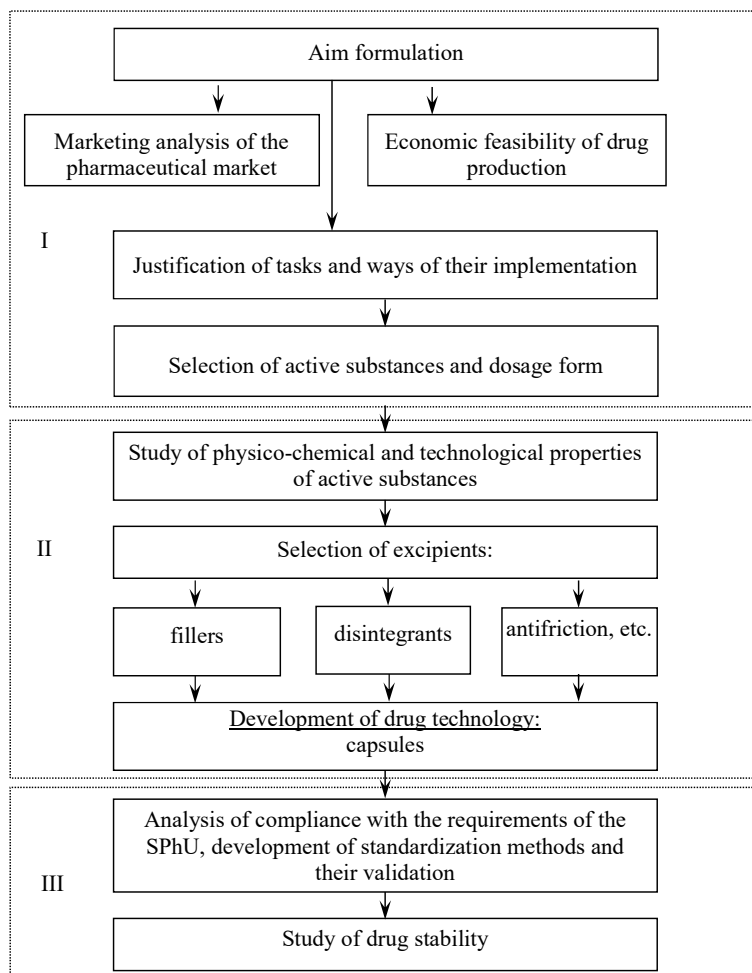 Aim formulation
Marketing analysis of the
pharmaceutical market
Economic feasibility of drug
production
I
Justification of tasks and ways of their implementation
Selection of active substances and dosage form
Study of physico-chemical and technological properties
of active substances
II
Selection of excipients:
fillers
disintegrants
antifriction, etc.
Development of drug technology:
capsules
Analysis of compliance with the requirements of the
SPhU, development of standardization methods and
their validation
III
Study of drug stability